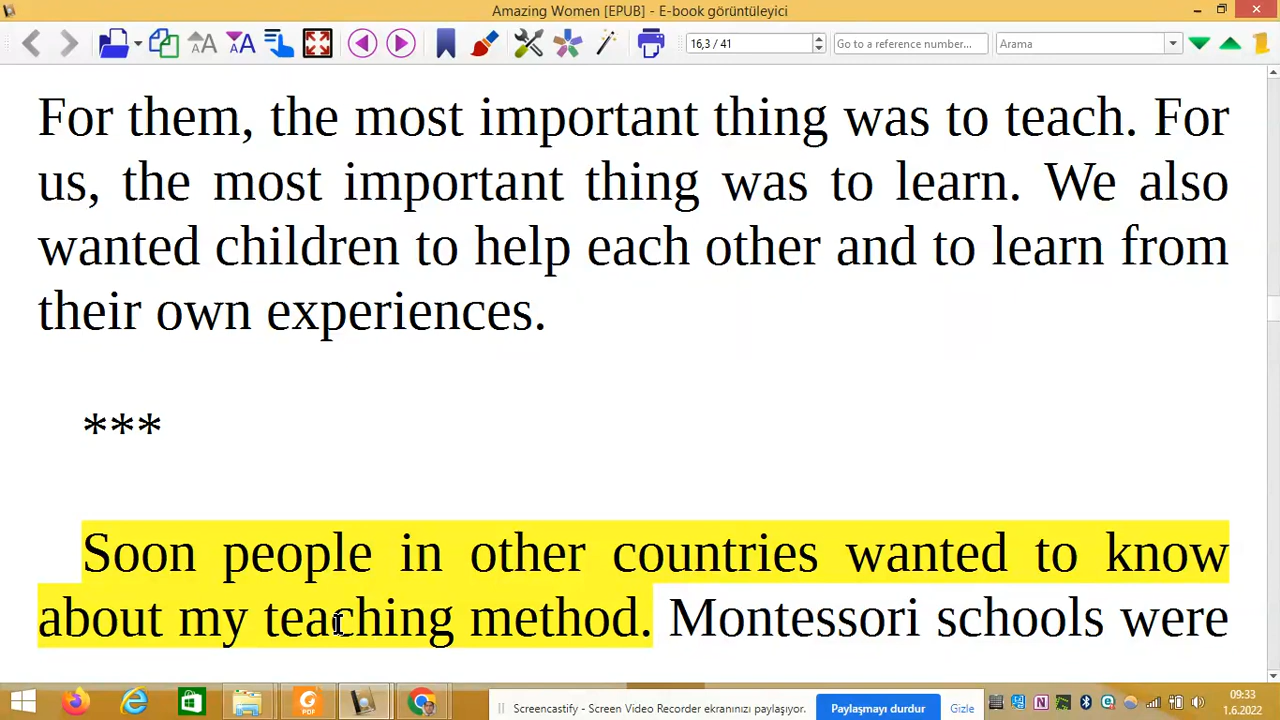 Amazing Women [EPUB] - E-book görüntüleyici
16,3 / 41
Go to a reference number...
Arama
For them, the most important thing was to teach. For
us, the most important thing was to learn. We also
wanted children to help each other and to learn from
their own experiences.
***
Soon people in other countries wanted to know
about my teaching method. Montessori schools were
Screencastify - Screen Video Recorder ekranınızı paylaşıyor.
Paylaşmayı durdur
Gizle
09:33
1.6.2022